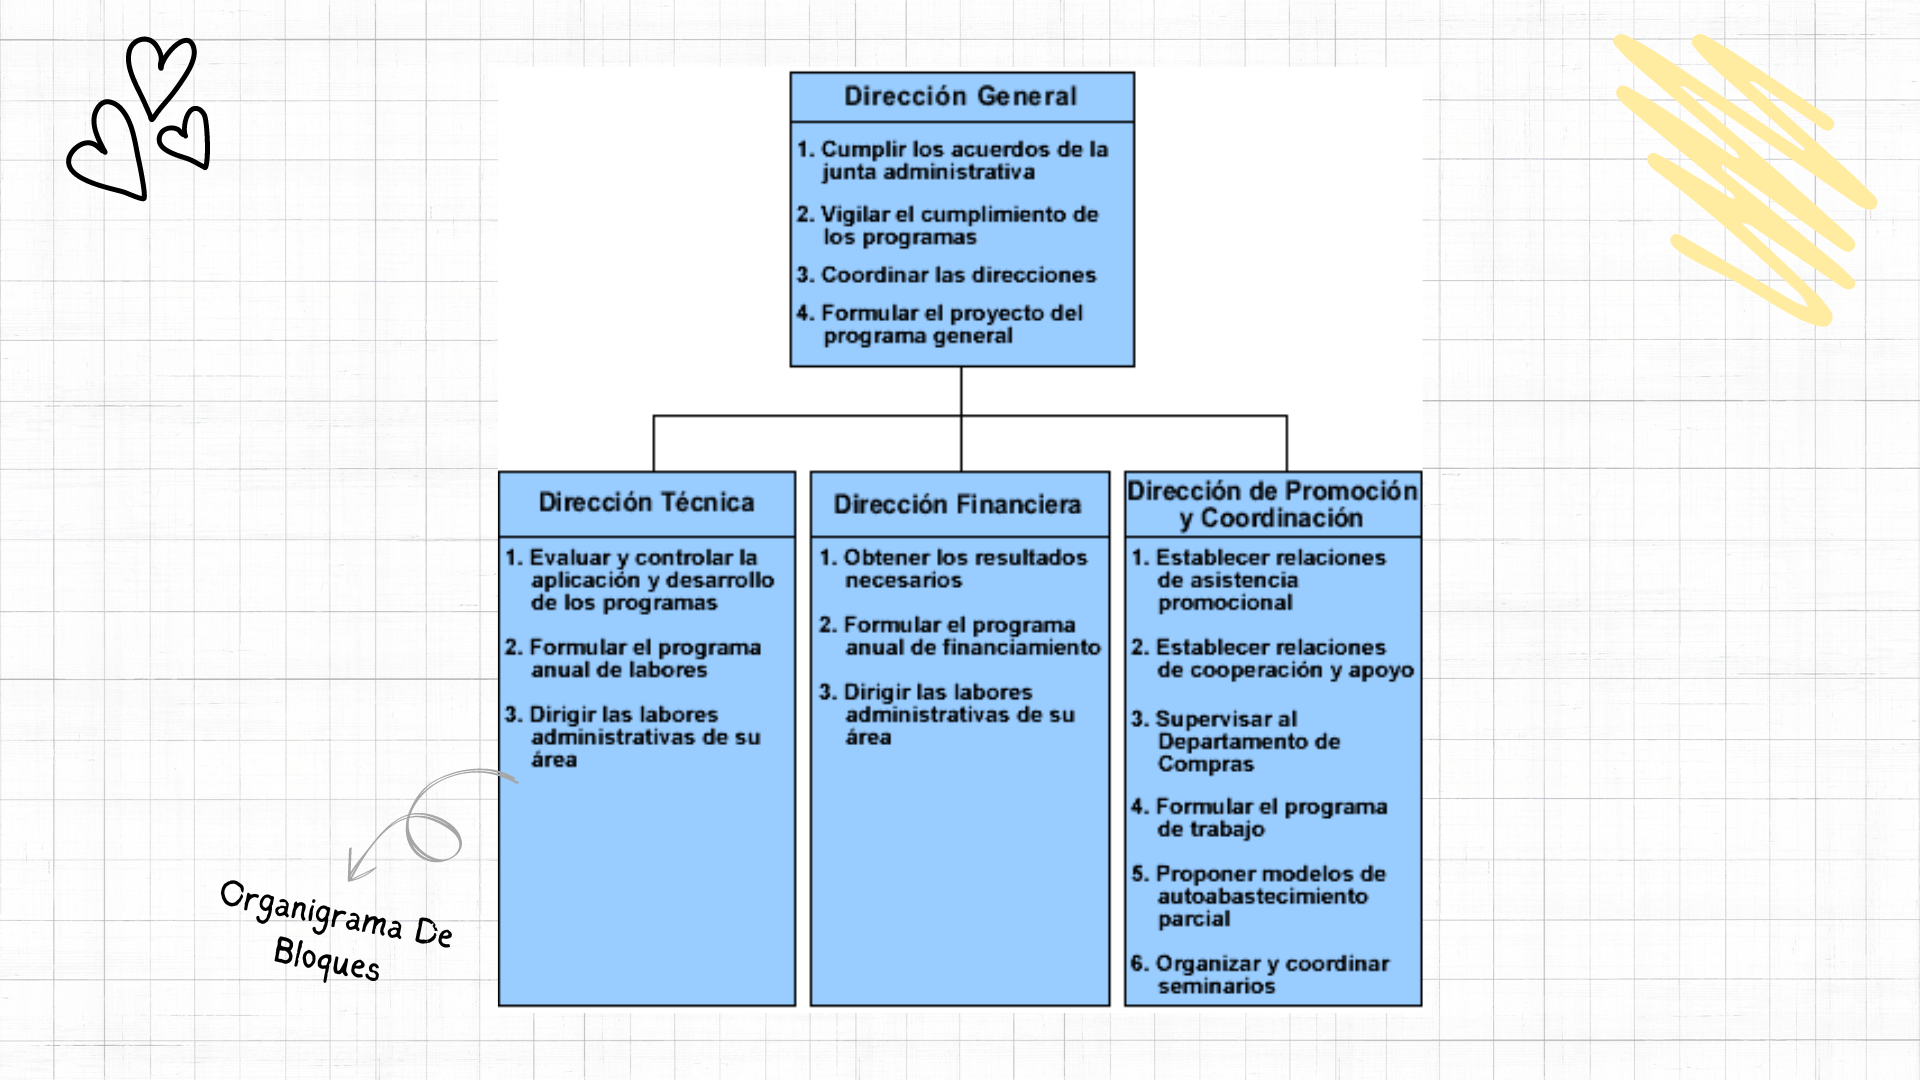 Dirección General
1. Cumplir los acuerdos de la
junta administrativa
2. Vigilar el cumplimiento de
los programas
3. Coordinar las direcciones
4. Formular el proyecto del
programa general
Dirección Técnica
1. Evaluar y controlar la
aplicación y desarrollo
de los programas
2. Formular el programa
anual de labores
3. Dirigir las labores
administrativas de su
área
Dirección Financiera
1. Obtener los resultados
necesarios
2. Formular el programa
anual de financiamiento
3. Dirigir las labores
administrativas de su
área
Dirección de Promoción
y Coordinación
1. Establecer relaciones
de asistencia
promocional
2. Establecer relaciones
de cooperación y apoyo
3. Supervisar al
Departamento de
Compras
4. Formular el programa
de trabajo
5. Proponer modelos de
autoabastecimiento
parcial
6. Organizar y coordinar
seminarios
Organigrama De
Bloques